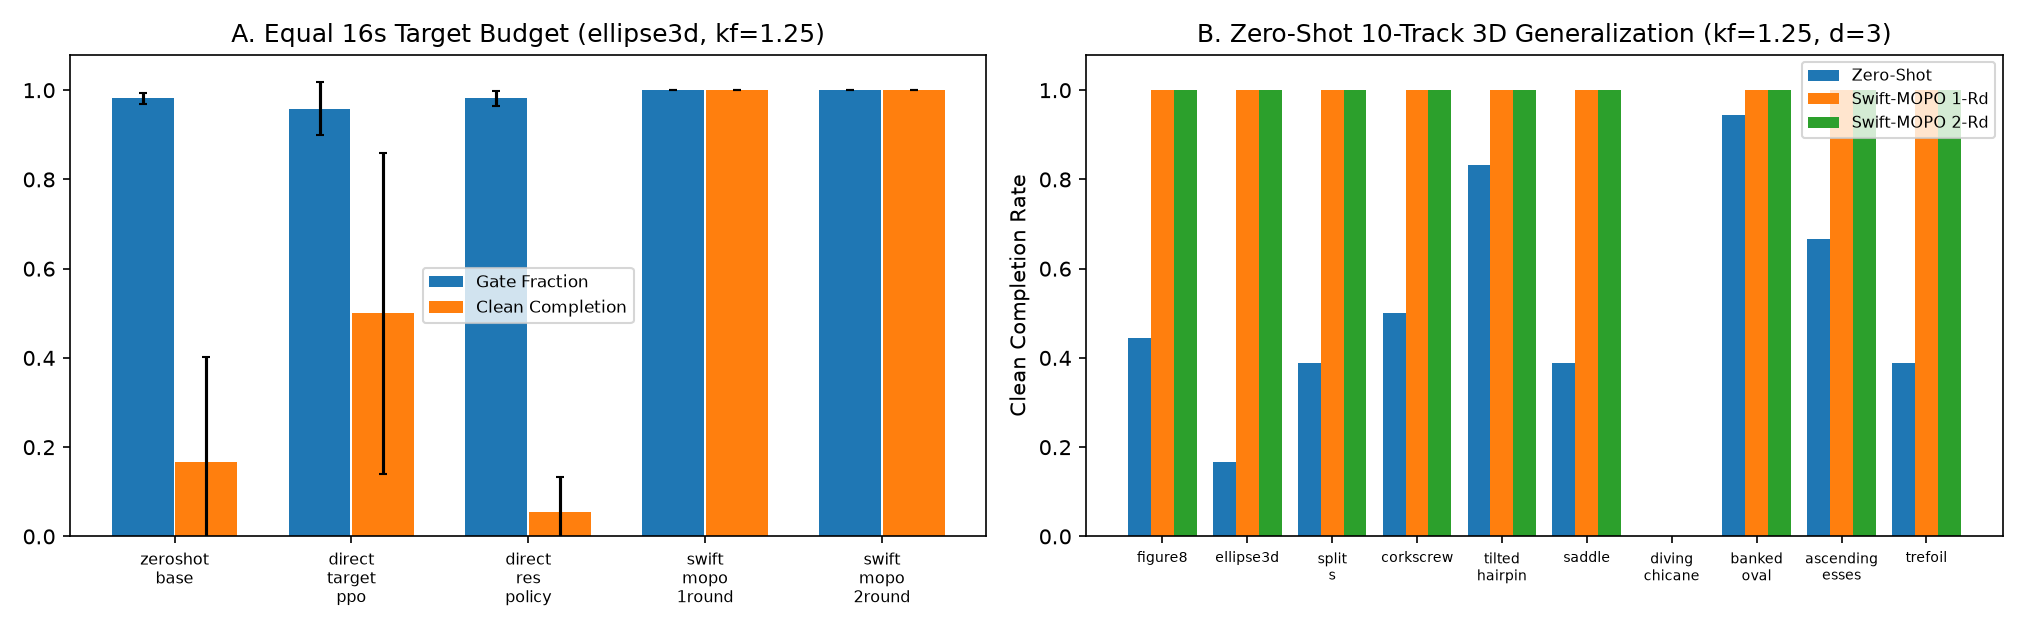 A. Equal 16s Target Budget (ellipse3d, kf=1.25)
1.0
0.8
0.6
0.4
0.2
0.0
Gate Fraction
Clean Completion
zeroshot
base
direct
target
ppo
direct
res
policy
swift
mopo
1round
swift
mopo
2round
B. Zero-Shot 10-Track 3D Generalization (kf=1.25, d=3)
Clean Completion Rate
1.0
0.8
0.6
0.4
0.2
0.0
Zero-Shot
Swift-MOPO 1-Rd
Swift-MOPO 2-Rd
figure8
ellipse3d
split
s
corkscrew
tilted
hairpin
saddle
diving
chicane
banked
oval
ascending
esses
trefoil